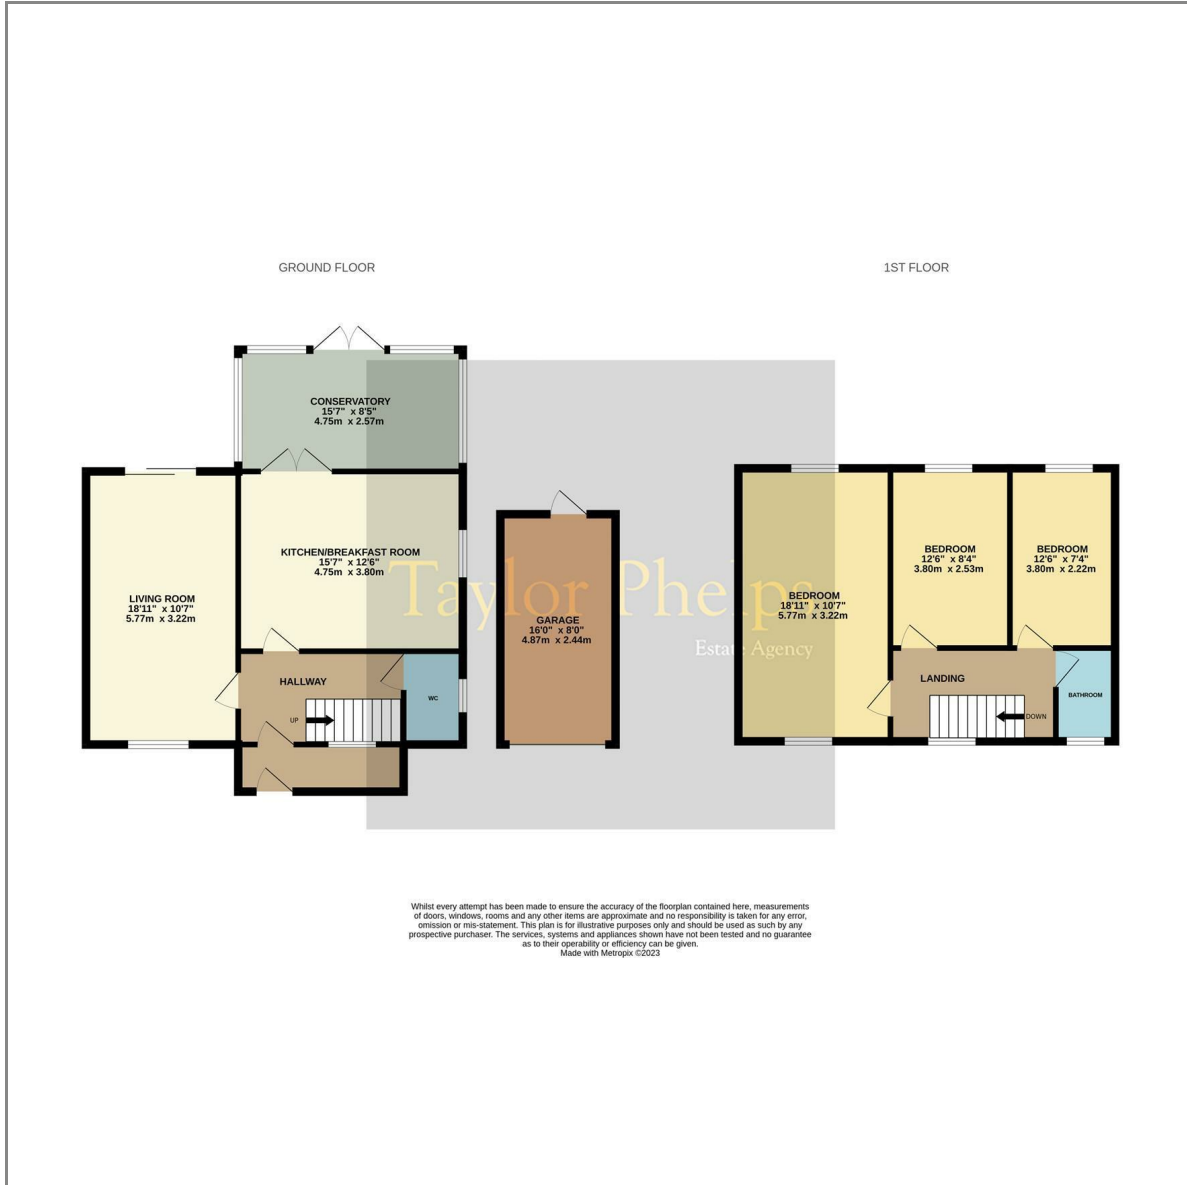 GROUND FLOOR
1ST FLOOR
CONSERVATORY
15'7" x 8'5"
4.75m x 2.57m
KITCHEN/BREAKFAST ROOM
15'7" x 12'6"
4.75m x 3.80m
LIVING ROOM
18'11" x 10'7"
5.77m x 3.22m
HALLWAY
UP
WC
GARAGE
16'0" x 8'0"
4.87m x 2.44m
Taylor Phelps
Estate Agency
BEDROOM
18'11" x 10'7"
5.77m x 3.22m
BEDROOM
12'6" x 8'4"
3.80m x 2.53m
BEDROOM
12'6" x 7'4"
3.80m x 2.22m
LANDING
DOWN
BATHROOM
Whilst every attempt has been made to ensure the accuracy of the floorplan contained here, measurements
of doors, windows, rooms and any other items are approximate and no responsibility is taken for any error,
omission or mis-statement. This plan is for illustrative purposes only and should be used as such by any
prospective purchaser. The services, systems and appliances shown have not been tested and no guarantee
as to their operability or efficiency can be given.
Made with Metropix ©2023